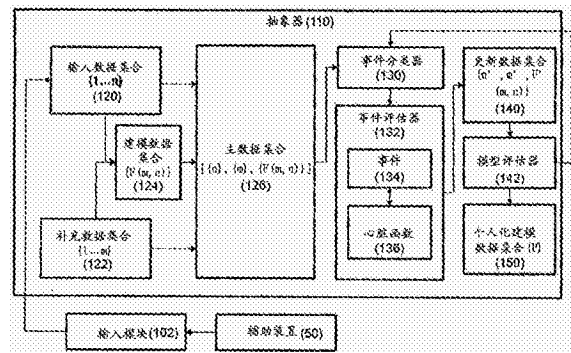 抽象器(110)
输入数据集合
{1...n}
(120)
建模数据
集合
{F(m,n)}
(124)
补充数据集合
{1...m}
(122)
主数据集合
[{n},{m},{F(m,n)}]
(126)
事件分类器
(130)
事件评估器
(132)
事件
(134)
心脏函数
(136)
更新数据集合
{n',m',F'
(m,n)}
(140)
模型评估器
(142)
个人化建模
数据集合{P}
(150)
输入模块(102)
辅助装置(50)